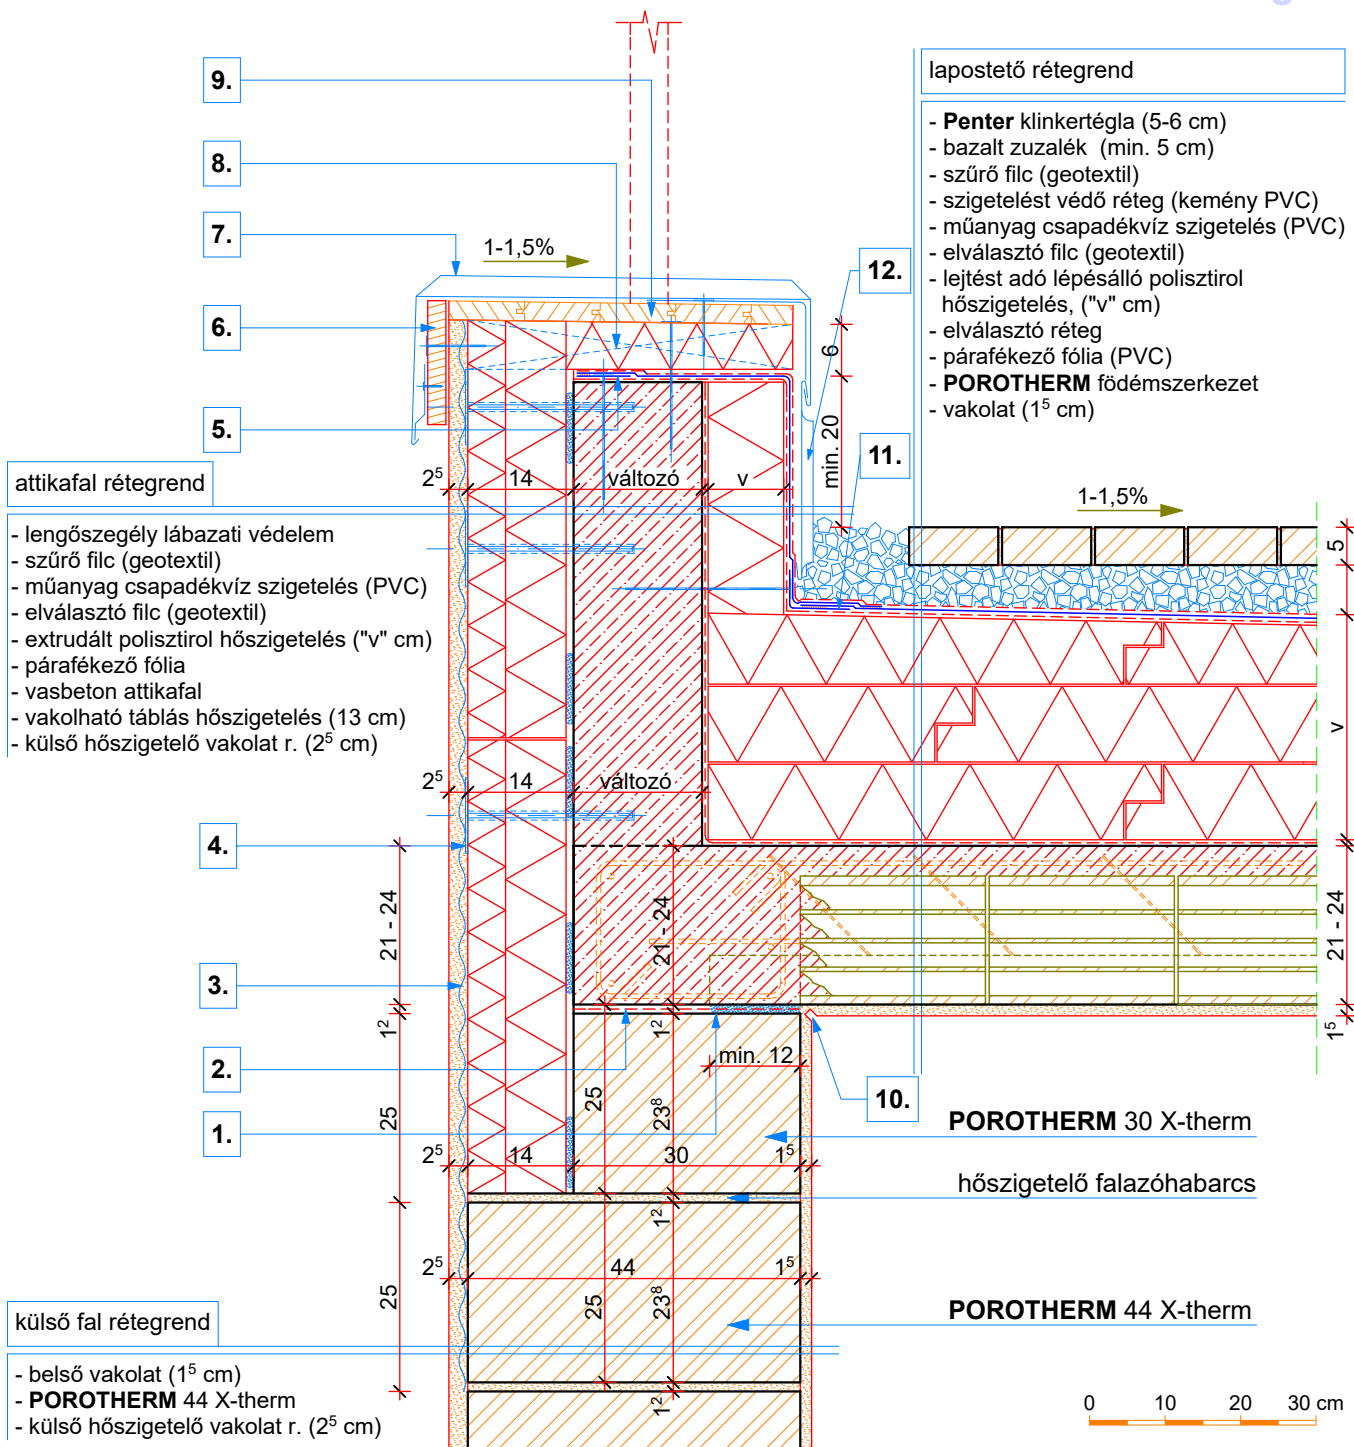 9.
8.
7.
1-1,5%
6.
5.
12.
11.
lapostető rétegrend
- Penter klinkertégla (5-6 cm)
- bazalt zuzalék (min. 5 cm)
- szűrő filc (geotextil)
- szigetelést védő réteg (kemény PVC)
- műanyag csapadékvíz szigetelés (PVC)
- elválasztó filc (geotextil)
- lejtést adó lépésálló polisztirol
hőszigetelés, ("v" cm)
- elválasztó réteg
- párafékező fólia (PVC)
- POROTHERM födémszerkezet
- vakolat (1⁵ cm)
6
min. 20
1-1,5%
5
attikafal rétegrend
2⁵ 14 változó v
- lengőszegély lábazati védelem
- szűrő filc (geotextil)
- műanyag csapadékvíz szigetelés (PVC)
- elválasztó filc (geotextil)
- extrudált polisztirol hőszigetelés ("v" cm)
- párafékező fólia
- vasbeton attikafal
- vakolható táblás hőszigetelés (13 cm)
- külső hőszigetelő vakolat r. (2⁵ cm)
v
2⁵ 14 változó
4.
21 - 24
21 - 24
21 - 24
3.
1²
1²
1⁵
2.
min. 12
10.
25
25
23⁸
1.
POROTHERM 30 X-therm
2⁵ 14 30 1⁵
hőszigetelő falazóhabarcs
1²
2⁵ 44 1⁵
25
25
23⁸
POROTHERM 44 X-therm
külső fal rétegrend
- belső vakolat (1⁵ cm)
- POROTHERM 44 X-therm
- külső hőszigetelő vakolat r. (2⁵ cm)
1²
0 10 20 30 cm